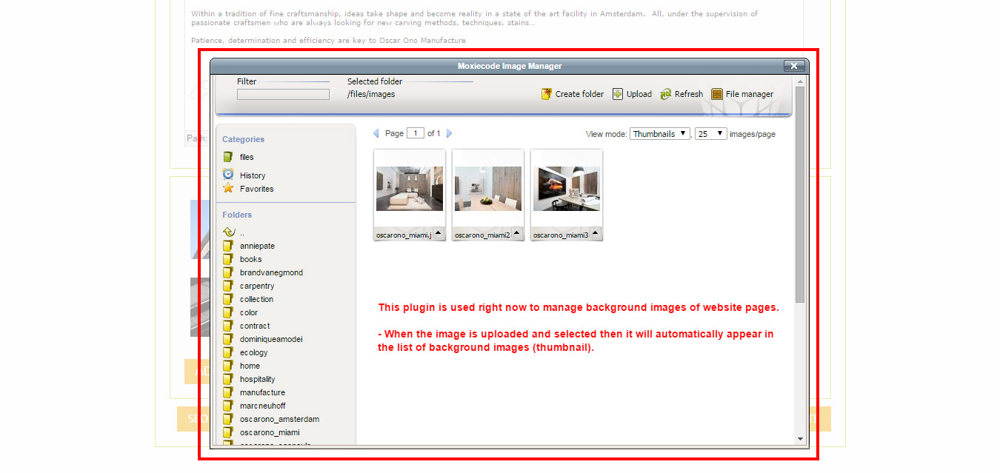 Within a tradition of fine craftsmanship, ideas take shape and become reality in a state of the art facility in Amsterdam.  All, under the supervision of
passionate craftsmen who are always looking for new carving methods, techniques, stains...
Patience, determination and efficiency are key to Oscar Ono Manufacture
Moxiecode Image Manager
Filter
Selected folder
/files/images
Create folder
Upload
Refresh
File manager
Path:
Categories
files
History
Favorites
Folders
..
anniepate
books
brandvanegmond
carpentry
collection
color
contract
dominiqueamodei
ecology
home
hospitality
manufacture
marcneuhoff
oscarono_amsterdam
oscarono_miami
Page 1 of 1
View mode: Thumbnails , 25 images/page
oscarono_miami.j
oscarono_miami2
oscarono_miami3
This plugin is used right now to manage background images of website pages.
- When the image is uploaded and selected then it will automatically appear in
the list of background images (thumbnail).
AD
SEO